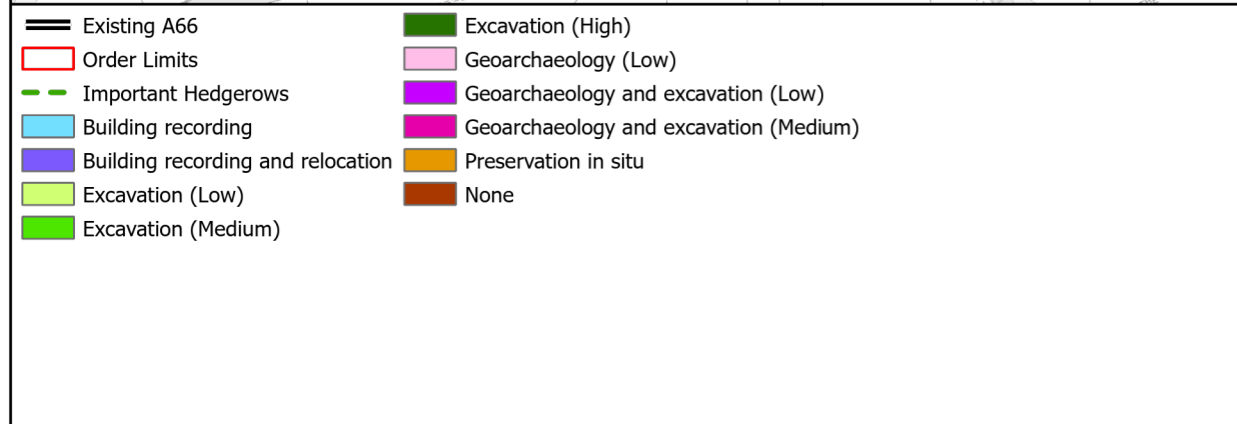 Existing A66
Order Limits
Important Hedgerows
Building recording
Building recording and relocation
Excavation (Low)
Excavation (Medium)
Excavation (High)
Geoarchaeology (Low)
Geoarchaeology and excavation (Low)
Geoarchaeology and excavation (Medium)
Preservation in situ
None